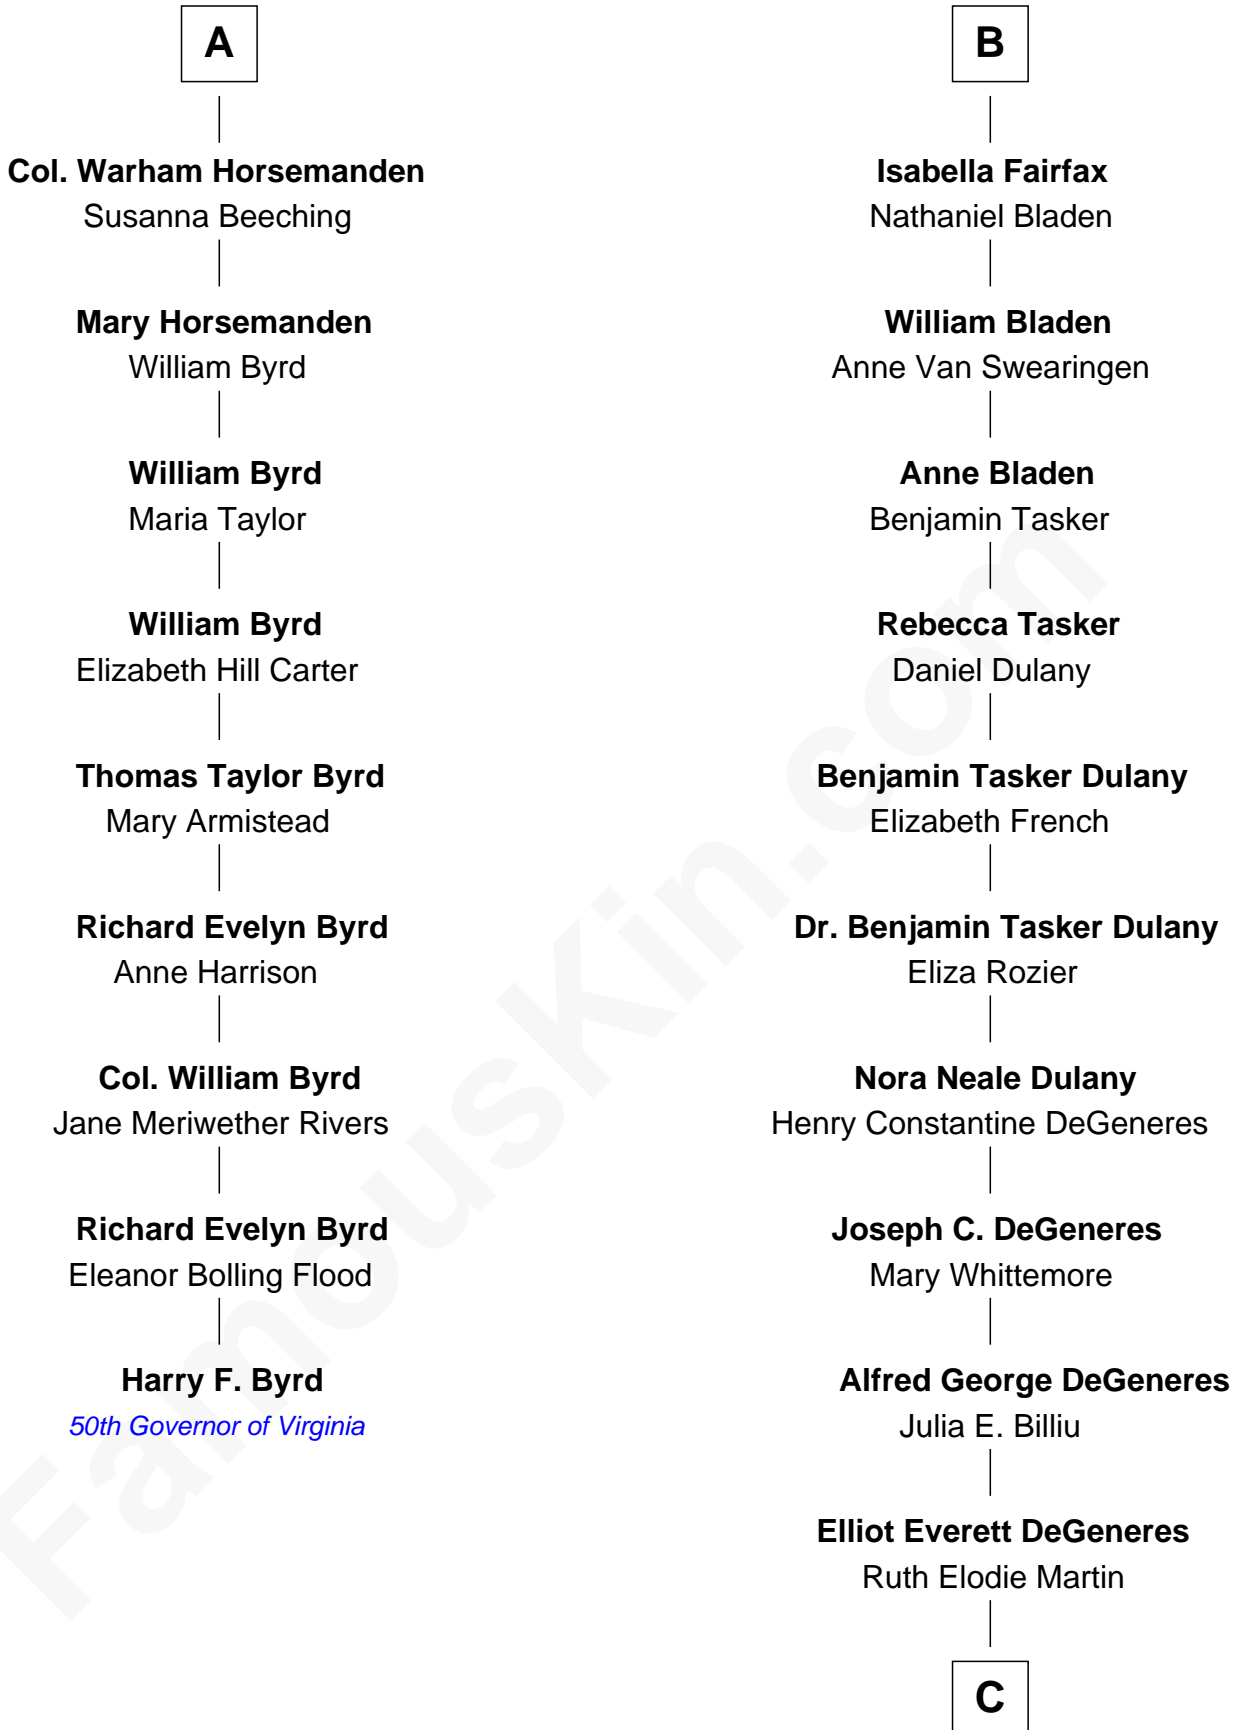 A
Col. Warham Horsemanden
Susanna Beeching
Mary Horsemanden
William Byrd
William Byrd
Maria Taylor
William Byrd
Elizabeth Hill Carter
Thomas Taylor Byrd
Mary Armistead
Richard Evelyn Byrd
Anne Harrison
Col. William Byrd
Jane Meriwether Rivers
Richard Evelyn Byrd
Eleanor Bolling Flood
Harry F. Byrd
50th Governor of Virginia
B
Isabella Fairfax
Nathaniel Bladen
William Bladen
Anne Van Swearingen
Anne Bladen
Benjamin Tasker
Rebecca Tasker
Daniel Dulany
Benjamin Tasker Dulany
Elizabeth French
Dr. Benjamin Tasker Dulany
Eliza Rozier
Nora Neale Dulany
Henry Constantine DeGeneres
Joseph C. DeGeneres
Mary Whittemore
Alfred George DeGeneres
Julia E. Billiu
Elliot Everett DeGeneres
Ruth Elodie Martin
C
FamousKin.com